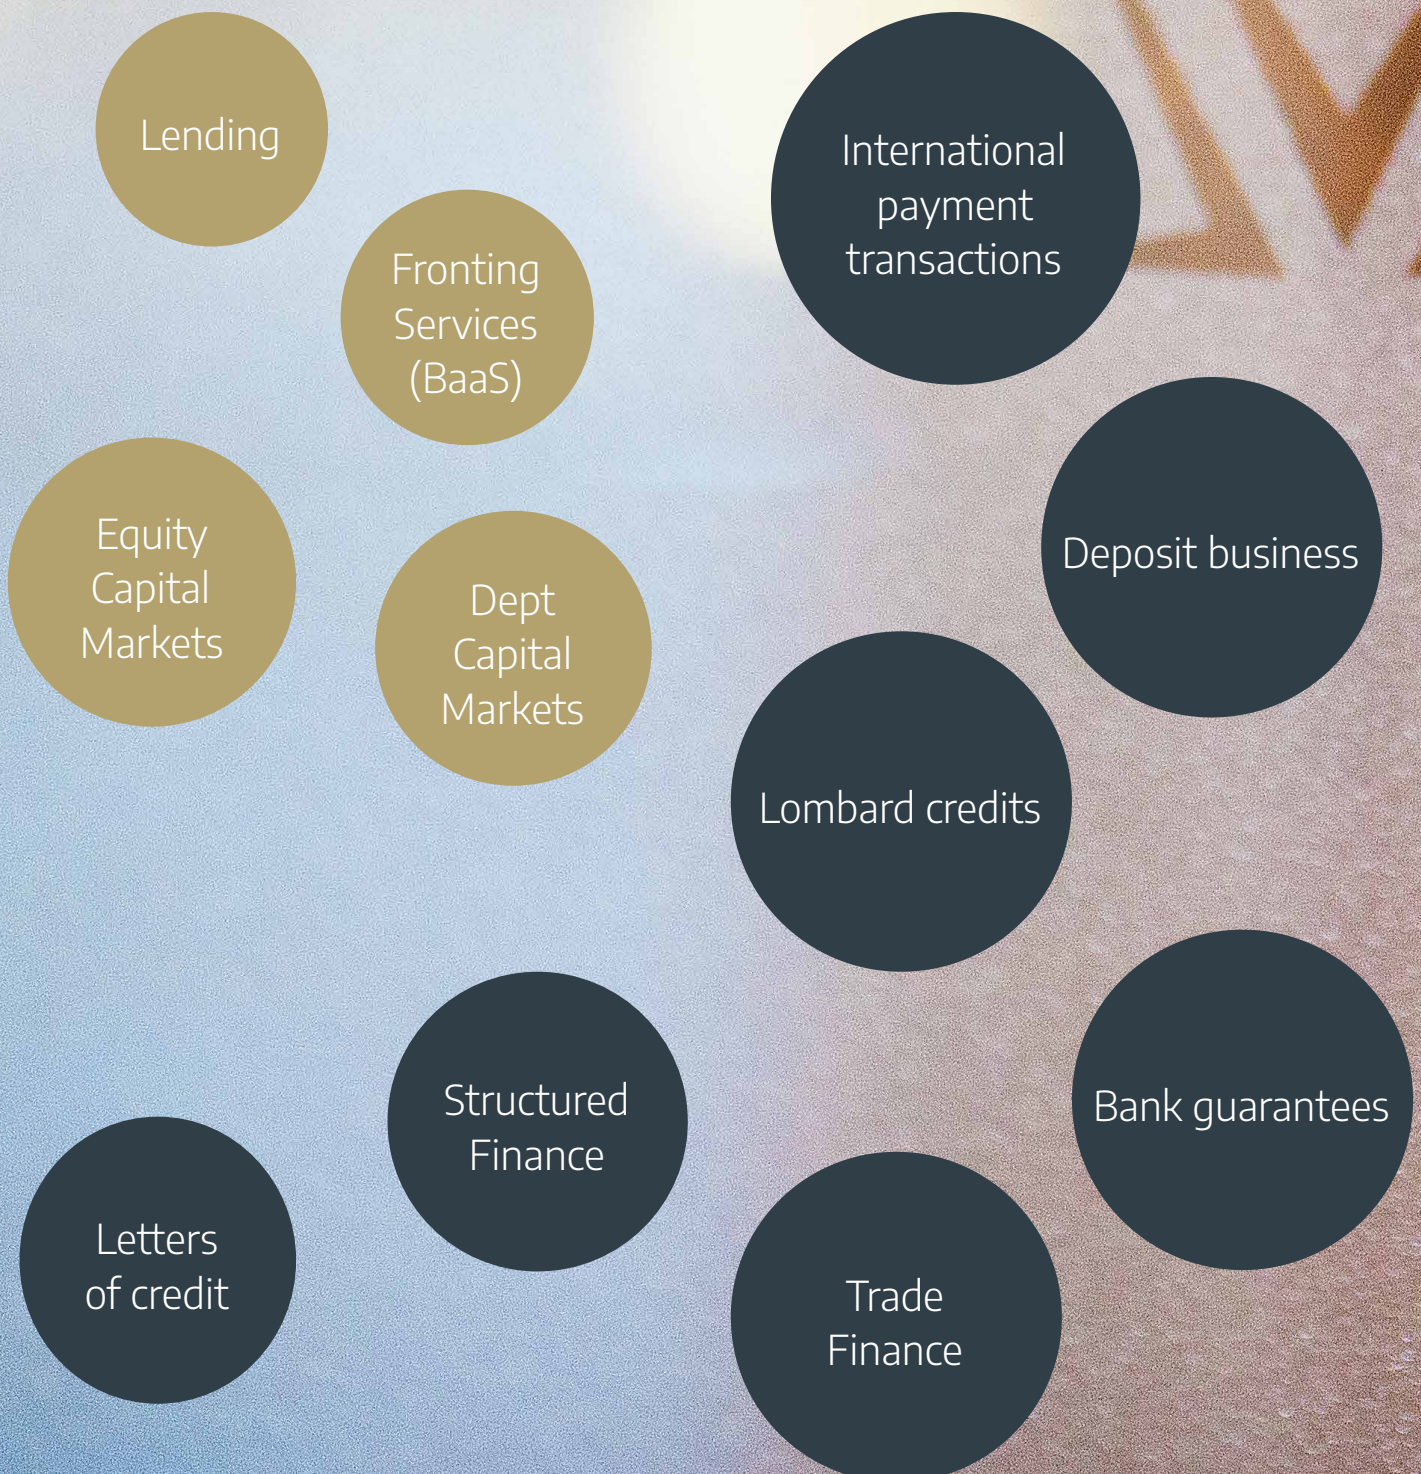 Lending
International
payment
transactions
Fronting
Services
(BaaS)
Equity
Capital
Markets
Dept
Capital
Markets
Deposit business
Lombard credits
Structured
Finance
Bank guarantees
Letters
of credit
Trade
Finance